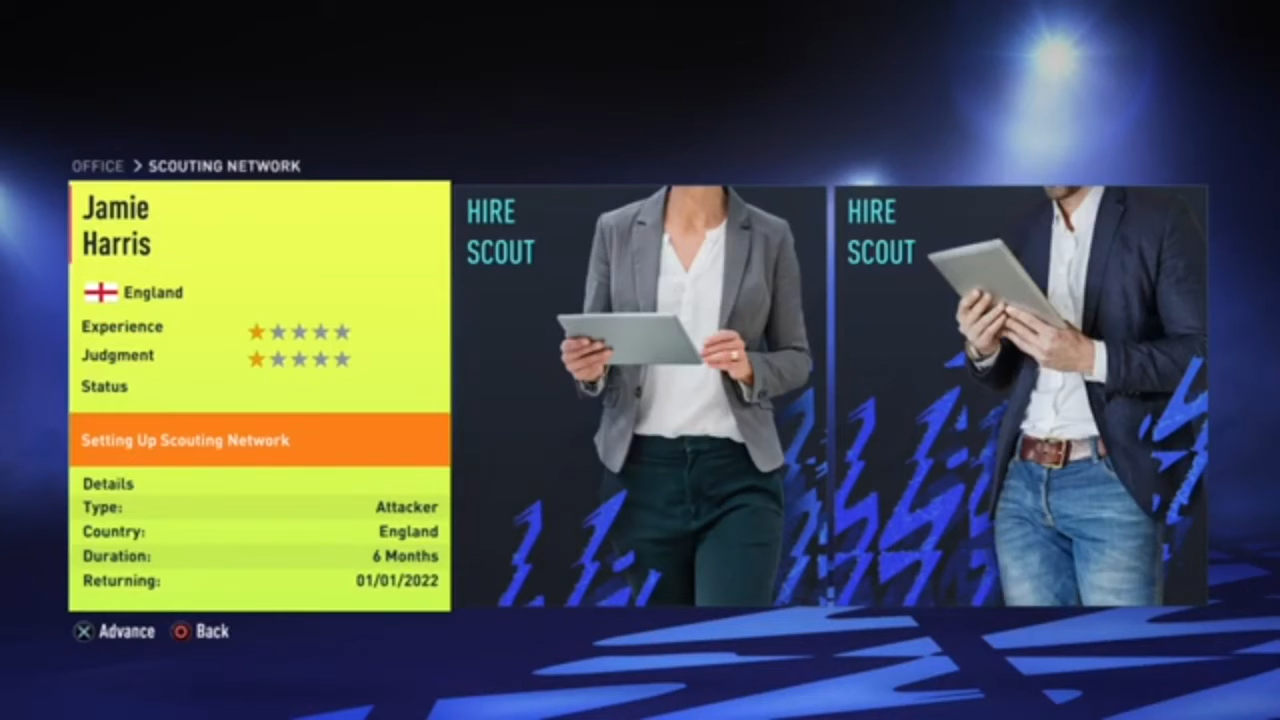 OFFICE > SCOUTING NETWORK
Jamie
Harris
England
Experience
Judgment
Status
Setting Up Scouting Network
Details
Type: Attacker
Country: England
Duration: 6 Months
Returning: 01/01/2022
HIRE
SCOUT
HIRE
SCOUT
Advance Back